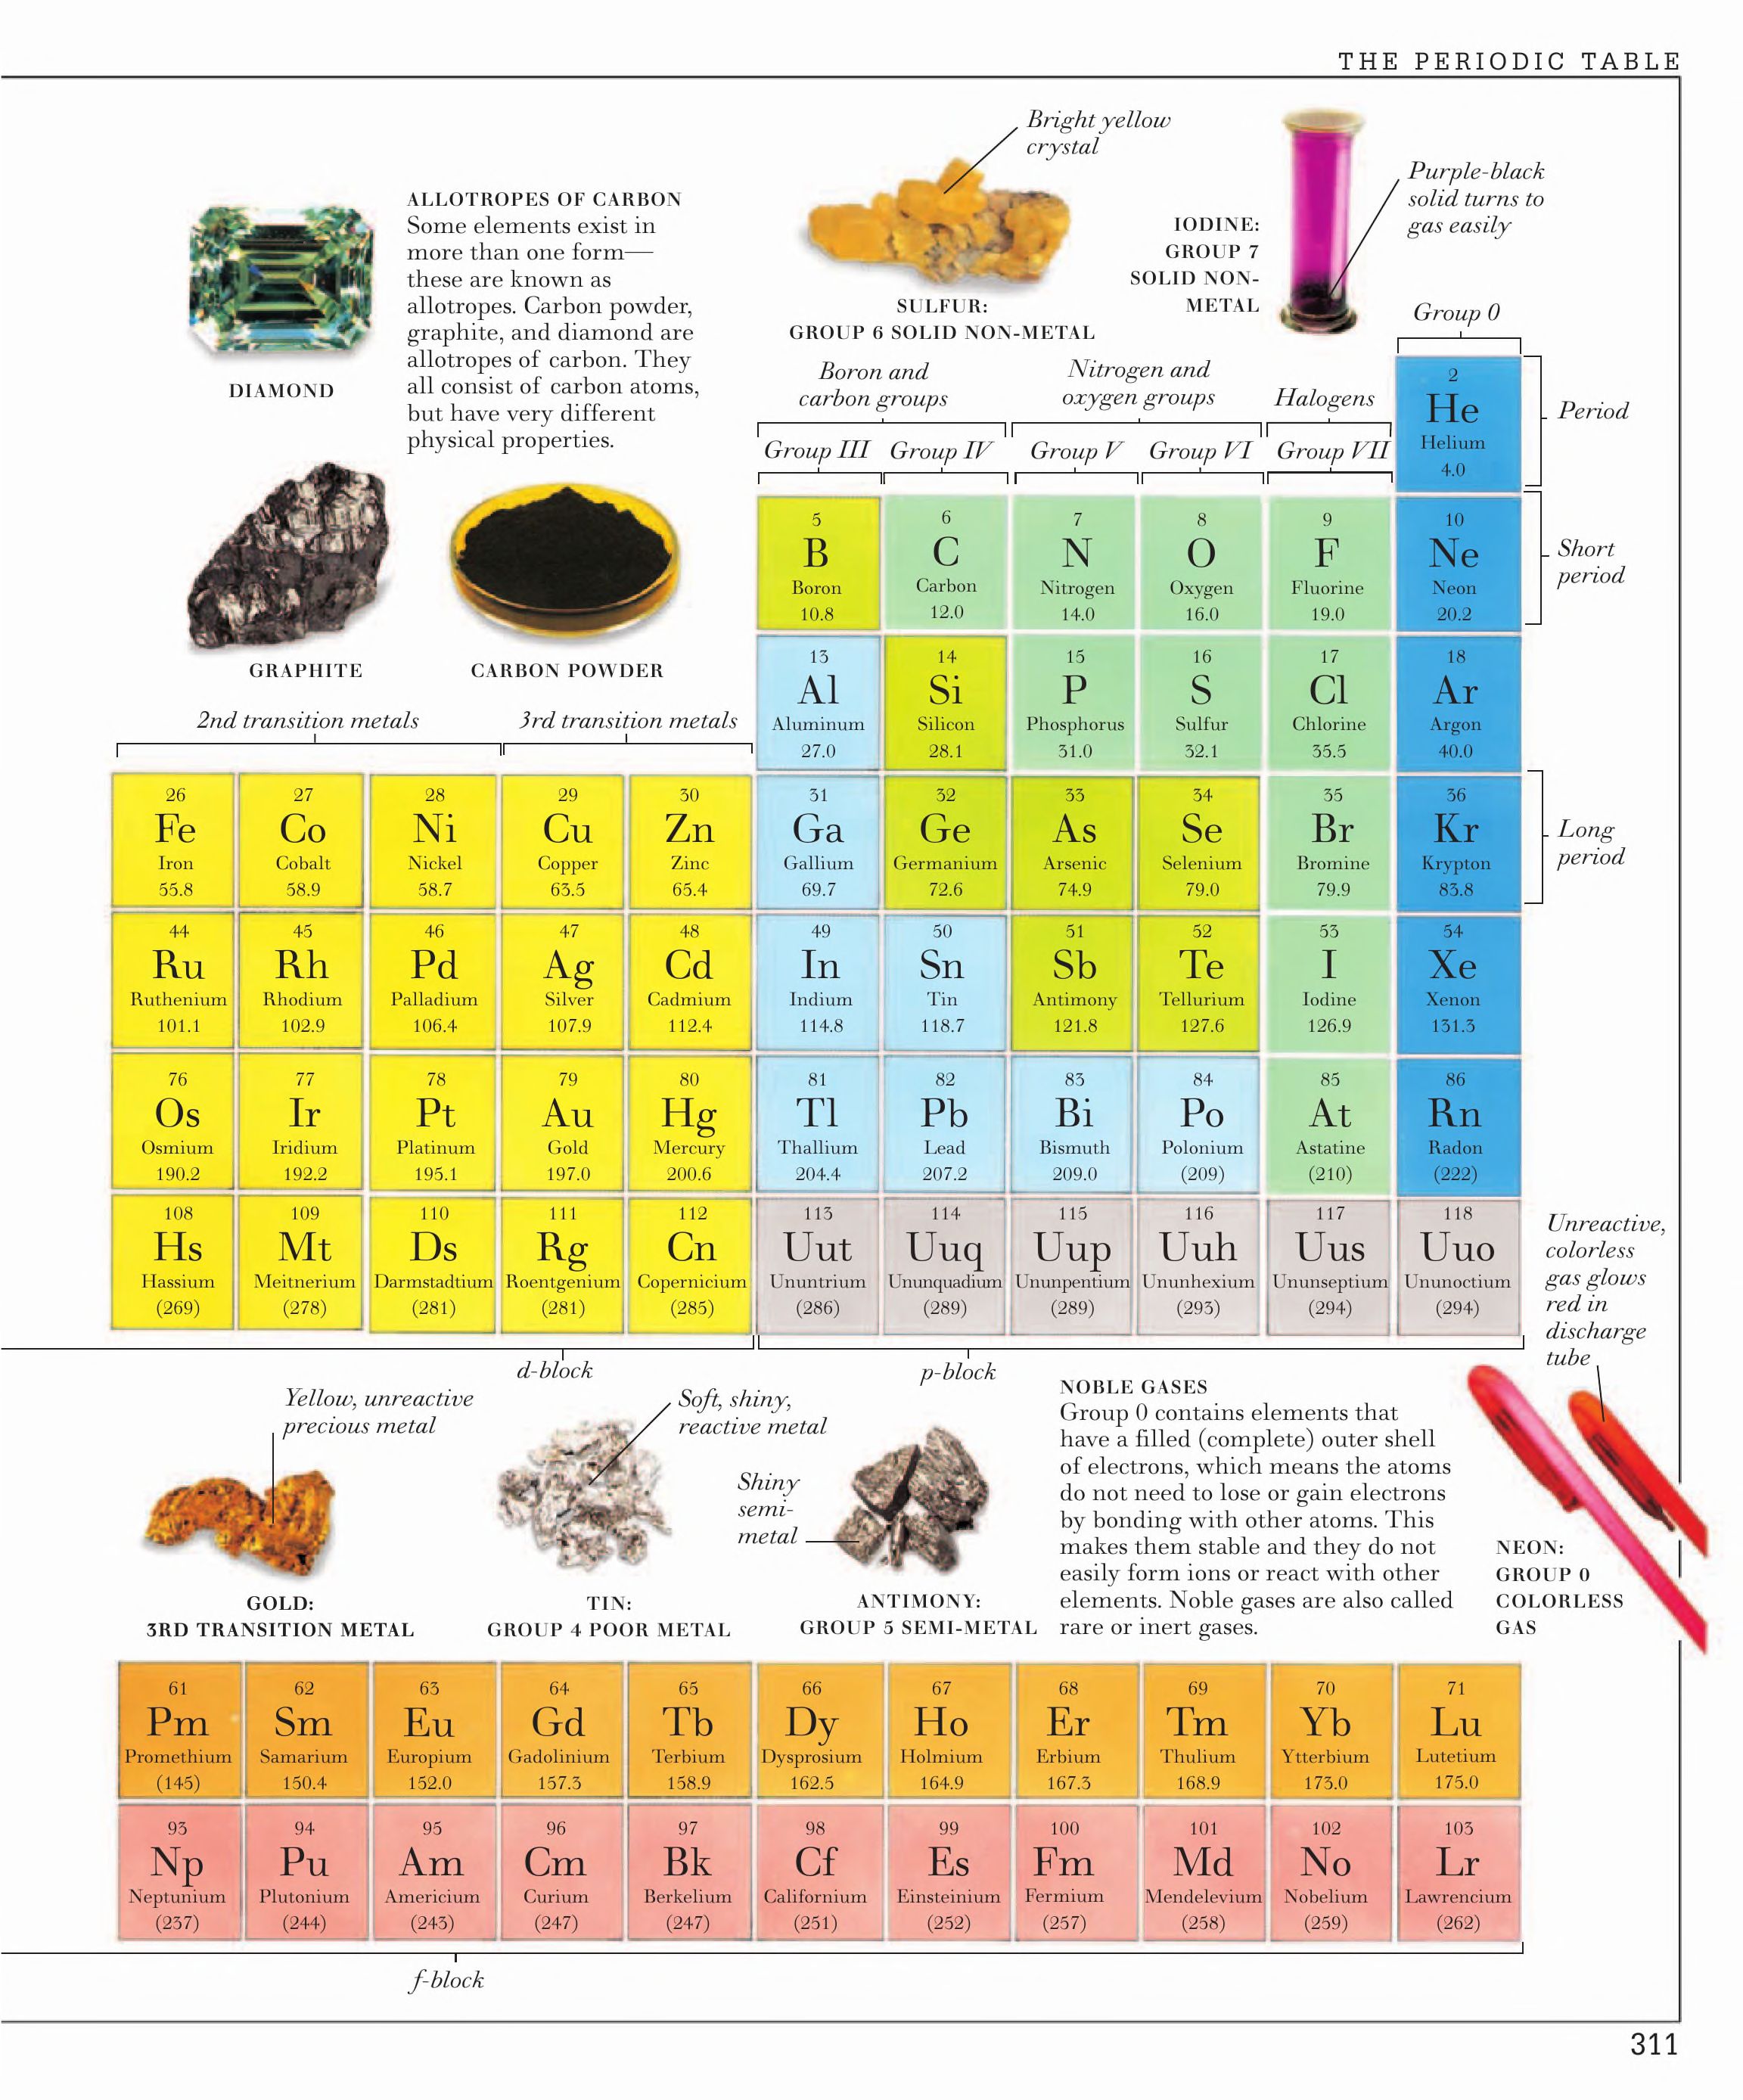 THE PERIODIC TABLE
Bright yellow
crystal
Purple-black
solid turns to
gas easily
IODINE:
GROUP 7
SOLID NON-
METAL
ALLOTROPES OF CARBON
Some elements exist in
more than one form—
these are known as
allotropes. Carbon powder,
graphite, and diamond are
allotropes of carbon. They
all consist of carbon atoms,
but have very different
physical properties.
DIAMOND
SULFUR:
GROUP 6 SOLID NON-METAL
GRAPHITE
CARBON POWDER
Group 0
Boron and
carbon groups
Nitrogen and
oxygen groups
Halogens
Group III Group IV Group V Group VI Group VII
2
He
Helium
4.0
Period
5 6 7 8 9 10
B C N O F Ne
Boron Carbon Nitrogen Oxygen Fluorine Neon
10.8 12.0 14.0 16.0 19.0 20.2
Short
period
13 14 15 16 17 18
Al Si P S Cl Ar
Aluminum Silicon Phosphorus Sulfur Chlorine Argon
27.0 28.1 31.0 32.1 35.5 40.0
2nd transition metals 3rd transition metals
26 27 28 29 30 31 32 33 34 35 36
Fe Co Ni Cu Zn Ga Ge As Se Br Kr
Iron Cobalt Nickel Copper Zinc Gallium Germanium Arsenic Selenium Bromine Krypton
55.8 58.9 58.7 63.5 65.4 69.7 72.6 74.9 79.0 79.9 83.8
Long
period
44 45 46 47 48 49 50 51 52 53 54
Ru Rh Pd Ag Cd In Sn Sb Te I Xe
Ruthenium Rhodium Palladium Silver Cadmium Indium Tin Antimony Tellurium Iodine Xenon
101.1 102.9 106.4 107.9 112.4 114.8 118.7 121.8 127.6 126.9 131.3
76 77 78 79 80 81 82 83 84 85 86
Os Ir Pt Au Hg Tl Pb Bi Po At Rn
Osmium Iridium Platinum Gold Mercury Thallium Lead Bismuth Polonium Astatine Radon
190.2 192.2 195.1 197.0 200.6 204.4 207.2 209.0 (209) (210) (222)
108 109 110 111 112 113 114 115 116 117 118
Hs Mt Ds Rg Cn Uut Uuq Uup Uuh Uus Uuo
Hassium Meitnerium Darmstadtium Roentgenium Copernicium Ununtrium Ununquadium Ununpentium Ununhexium Ununseptium Ununoctium
(269) (278) (281) (281) (285) (286) (289) (289) (293) (294) (294)
Unreactive,
colorless
gas glows
red in
discharge
tube
d-block
p-block
Yellow, unreactive
precious metal
Soft, shiny,
reactive metal
Shiny
semi-
metal
GOLD:
3RD TRANSITION METAL
TIN:
GROUP 4 POOR METAL
ANTIMONY:
GROUP 5 SEMI-METAL
NOBLE GASES
Group 0 contains elements that
have a filled (complete) outer shell
of electrons, which means the atoms
do not need to lose or gain electrons
by bonding with other atoms. This
makes them stable and they do not
easily form ions or react with other
elements. Noble gases are also called
rare or inert gases.
NEON:
GROUP 0
COLORLESS
GAS
61 62 63 64 65 66 67 68 69 70 71
Pm Sm Eu Gd Tb Dy Ho Er Tm Yb Lu
Promethium Samarium Europium Gadolinium Terbium Dysprosium Holmium Erbium Thulium Ytterbium Lutetium
(145) 150.4 152.0 157.3 158.9 162.5 164.9 167.3 168.9 173.0 175.0
93 94 95 96 97 98 99 100 101 102 103
Np Pu Am Cm Bk Cf Es Fm Md No Lr
Neptunium Plutonium Americium Curium Berkelium Californium Einsteinium Fermium Mendelevium Nobelium Lawrencium
(237) (244) (243) (247) (247) (251) (252) (257) (258) (259) (262)
f-block
311